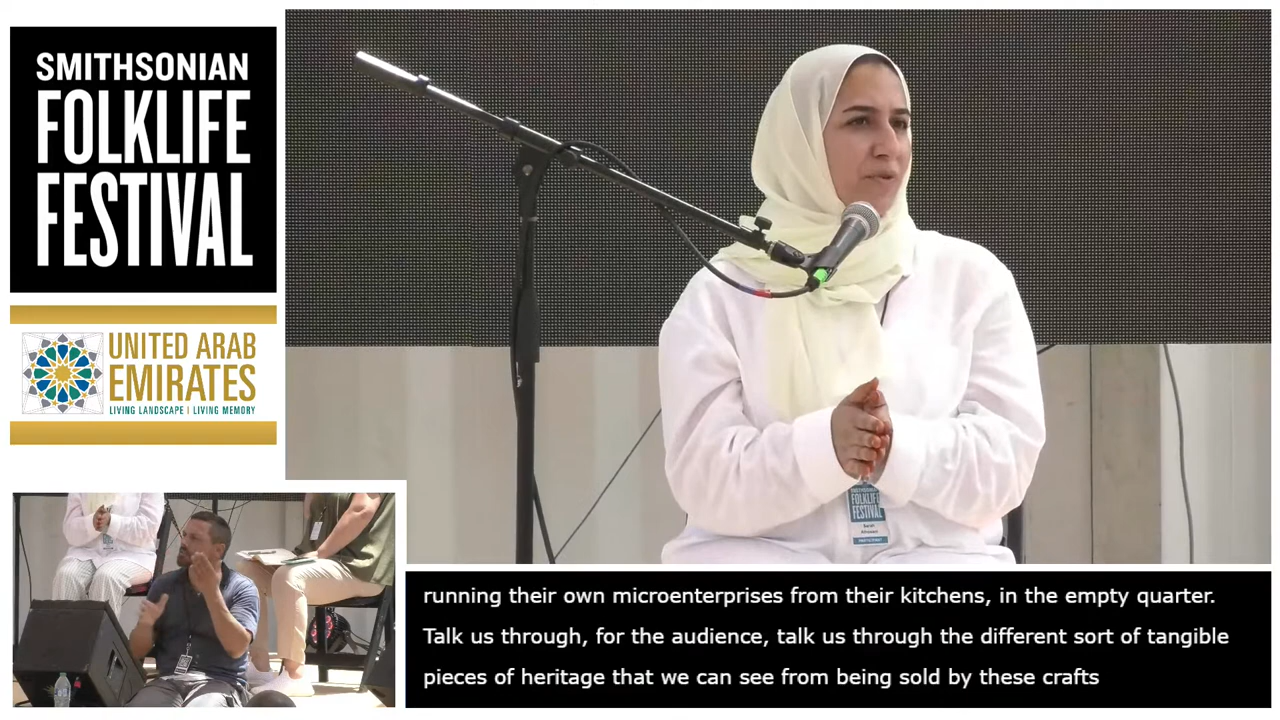 SMITHSONIAN
FOLKLIFE
FESTIVAL
UNITED ARAB
EMIRATES
LIVING LANDSCAPE | LIVING MEMORY
FOLKLIFE
FESTIVAL
running their own microenterprises from their kitchens, in the empty quarter.
Talk us through, for the audience, talk us through the different sort of tangible
pieces of heritage that we can see from being sold by these crafts